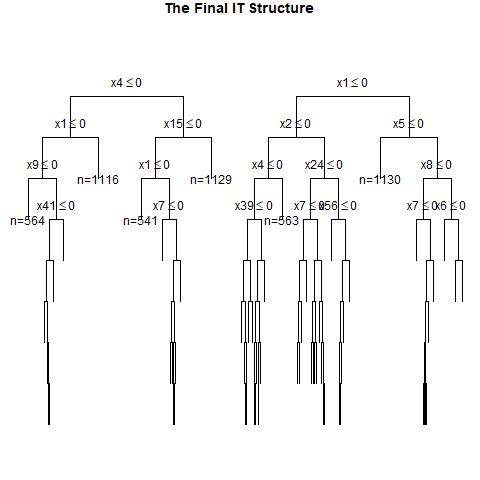 The Final IT Structure
x4 ≤ 0
x1 ≤ 0
x1 ≤ 0
x15 ≤ 0
x2 ≤ 0
x5 ≤ 0
x9 ≤ 0
n=1116
x1 ≤ 0
n=1129
x4 ≤ 0
x24 ≤ 0
n=1130
x8 ≤ 0
n=564
x41 ≤ 0
n=541
x7 ≤ 0
x39 ≤ 0
n=563
x7 ≤ 0
x56 ≤ 0
x7 ≤ 0
x6 ≤ 0